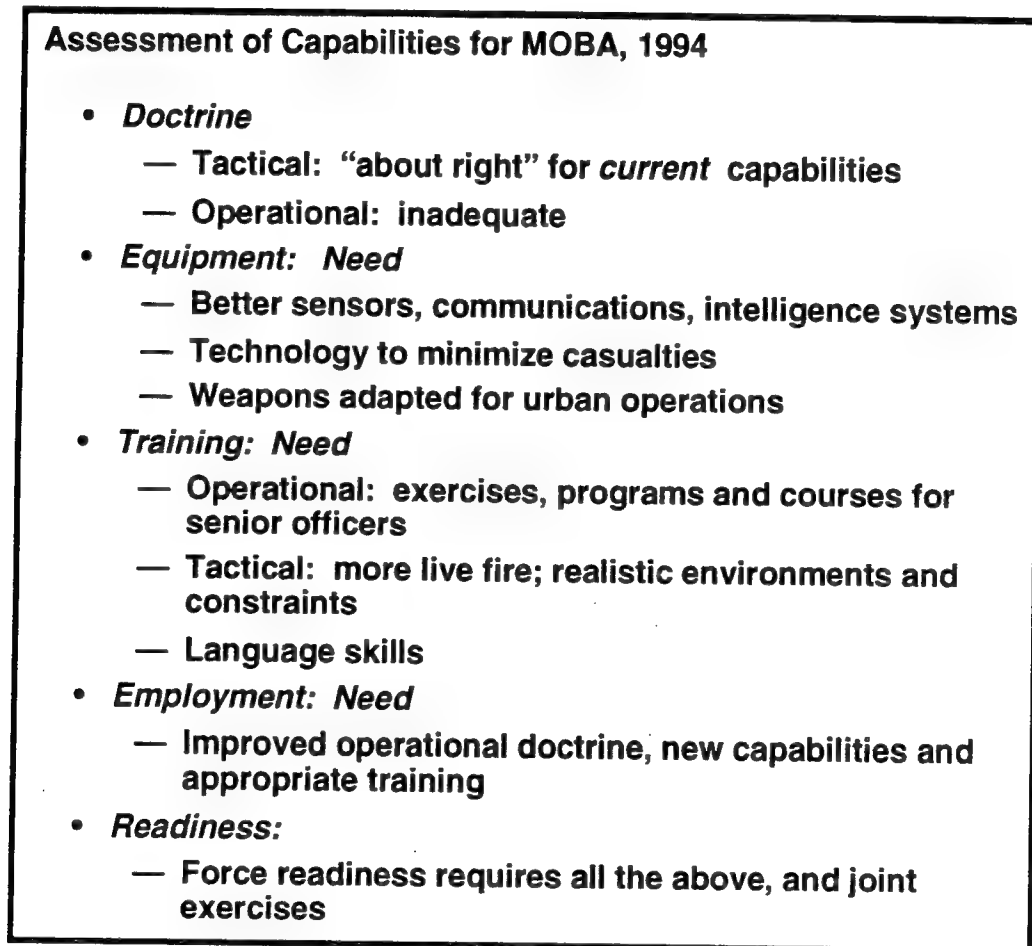 Assessment of Capabilities for MOBA, 1994
• Doctrine
— Tactical: “about right” for current capabilities
— Operational: inadequate
• Equipment: Need
— Better sensors, communications, intelligence systems
— Technology to minimize casualties
— Weapons adapted for urban operations
• Training: Need
— Operational: exercises, programs and courses for
senior officers
— Tactical: more live fire; realistic environments and
constraints
— Language skills
• Employment: Need
— Improved operational doctrine, new capabilities and
appropriate training
• Readiness:
— Force readiness requires all the above, and joint
exercises